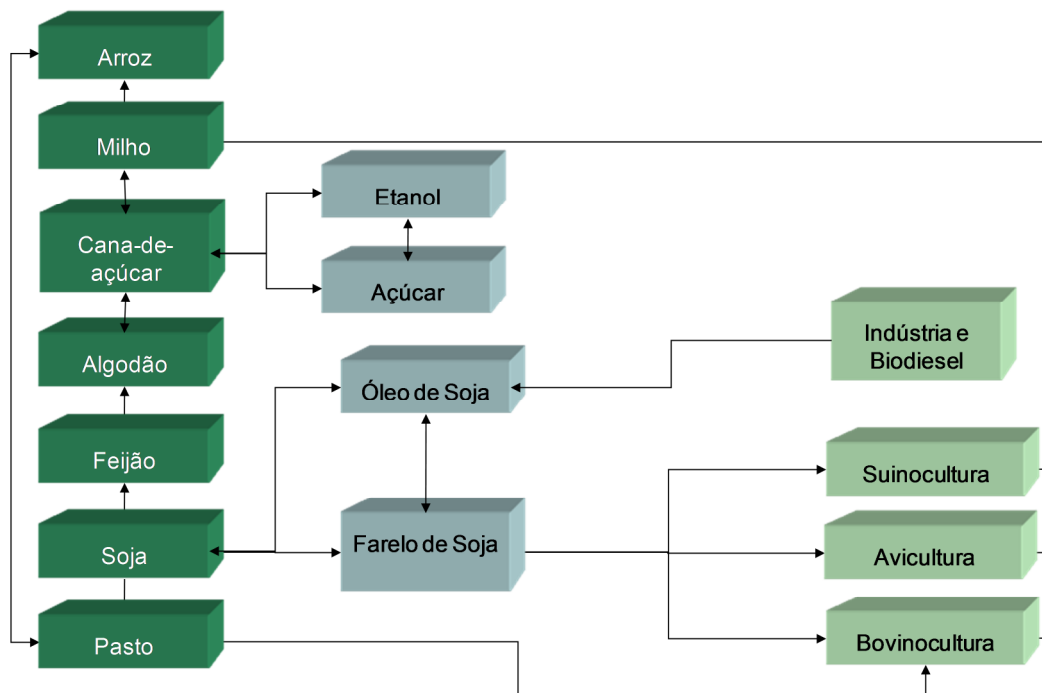 Arroz
Milho
Cana-de-
açúcar
Algodão
Feijão
Soja
Pasto
Etanol
Açúcar
Óleo de Soja
Farelo de Soja
Indústria e
Biodiesel
Suinocultura
Avicultura
Bovinocultura